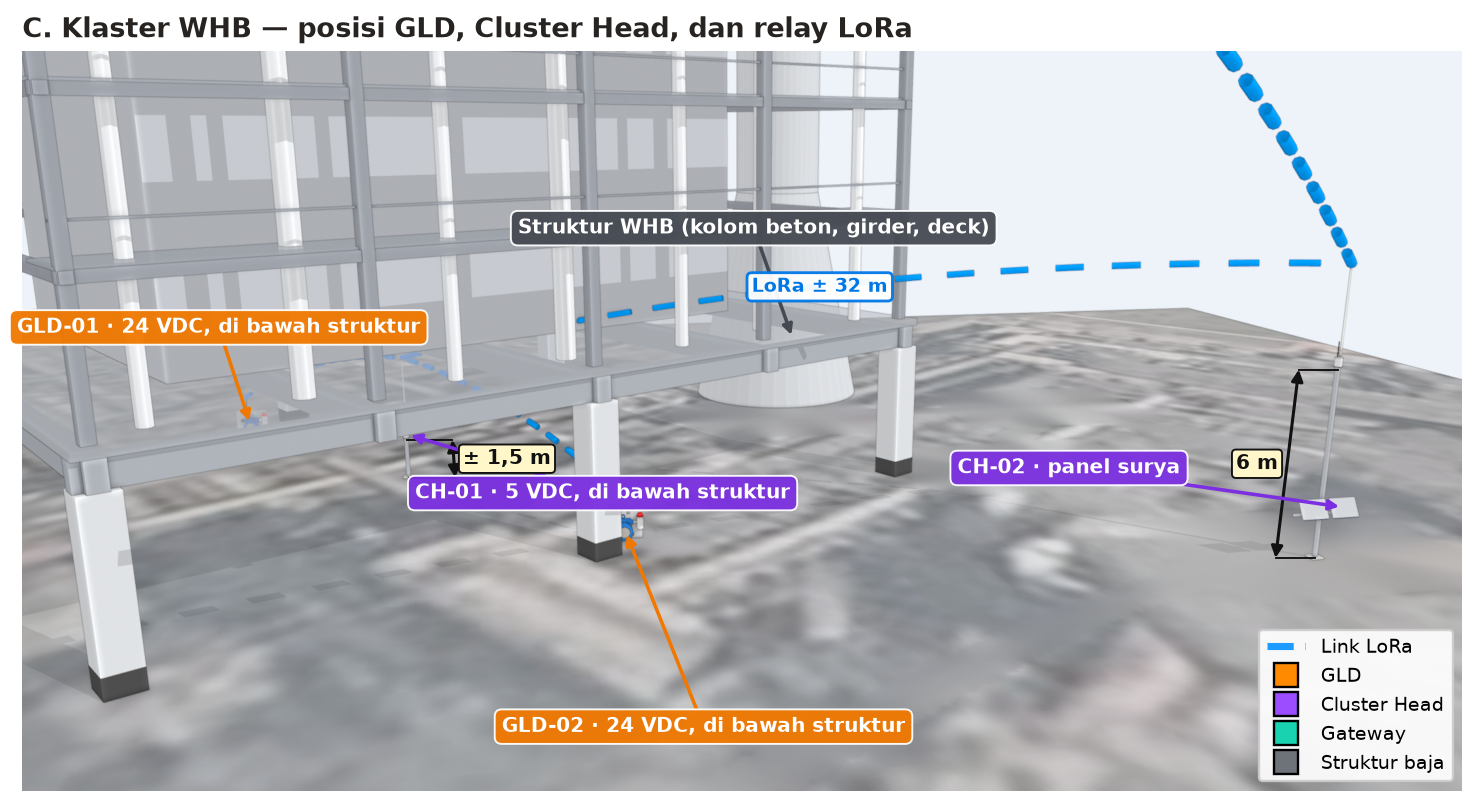 C. Klaster WHB — posisi GLD, Cluster Head, dan relay LoRa
Struktur WHB (kolom beton, girder, deck)
LoRa ± 32 m
GLD-01 · 24 VDC, di bawah struktur
± 1,5 m
CH-01 · 5 VDC, di bawah struktur
CH-02 · panel surya
6 m
GLD-02 · 24 VDC, di bawah struktur
Link LoRa
GLD
Cluster Head
Gateway
Struktur baja